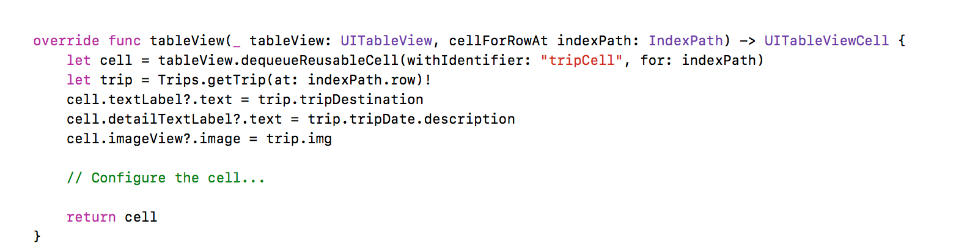 override func tableView(_ tableView: UITableView, cellForRowAt indexPath: IndexPath) -> UITableViewCell {
    let cell = tableView.dequeueReusableCell(withIdentifier: "tripCell", for: indexPath)
    let trip = Trips.getTrip(at: indexPath.row)!
    cell.textLabel?.text = trip.tripDestination
    cell.detailTextLabel?.text = trip.tripDate.description
    cell.imageView?.image = trip.img
    // Configure the cell...
    return cell
}